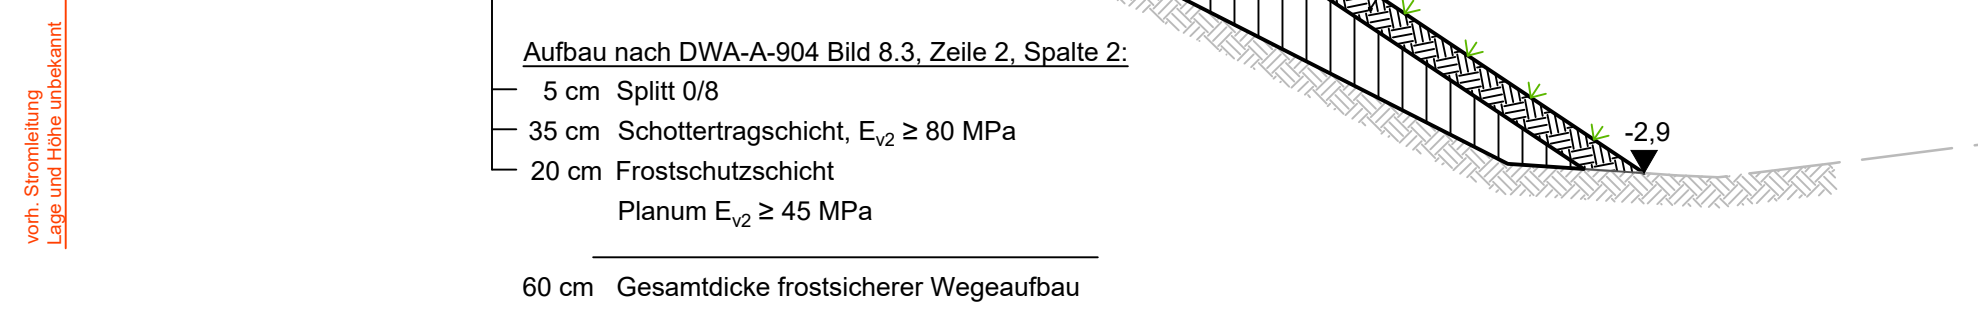 vorh. Stromleitung
Lage und Höhe unbekannt
Aufbau nach DWA-A-904 Bild 8.3, Zeile 2, Spalte 2:
5 cm Splitt 0/8
35 cm Schottertragschicht, Ev2 ≥ 80 MPa
20 cm Frostschutzschicht
Planum Ev2 ≥ 45 MPa
60 cm Gesamtdicke frostsicherer Wegeaufbau
-2,9